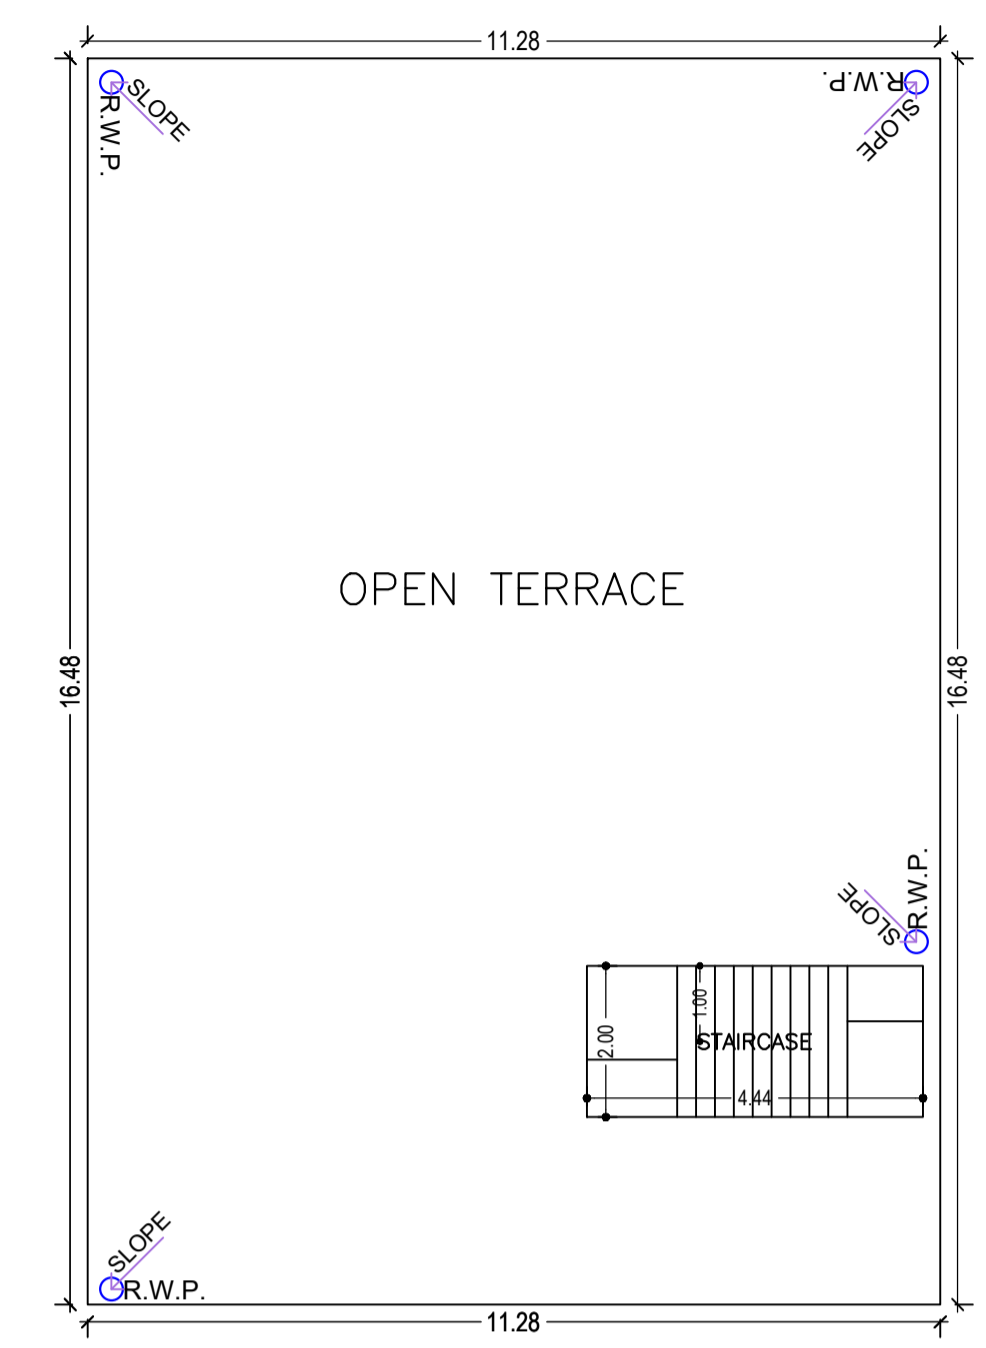 11.28
R.W.P.
SLOPE
R.W.P.
SLOPE
OPEN TERRACE
16.48
16.48
R.W.P.
SLOPE
1.00
2.00
STAIRCASE
4.44
SLOPE
R.W.P.
11.28